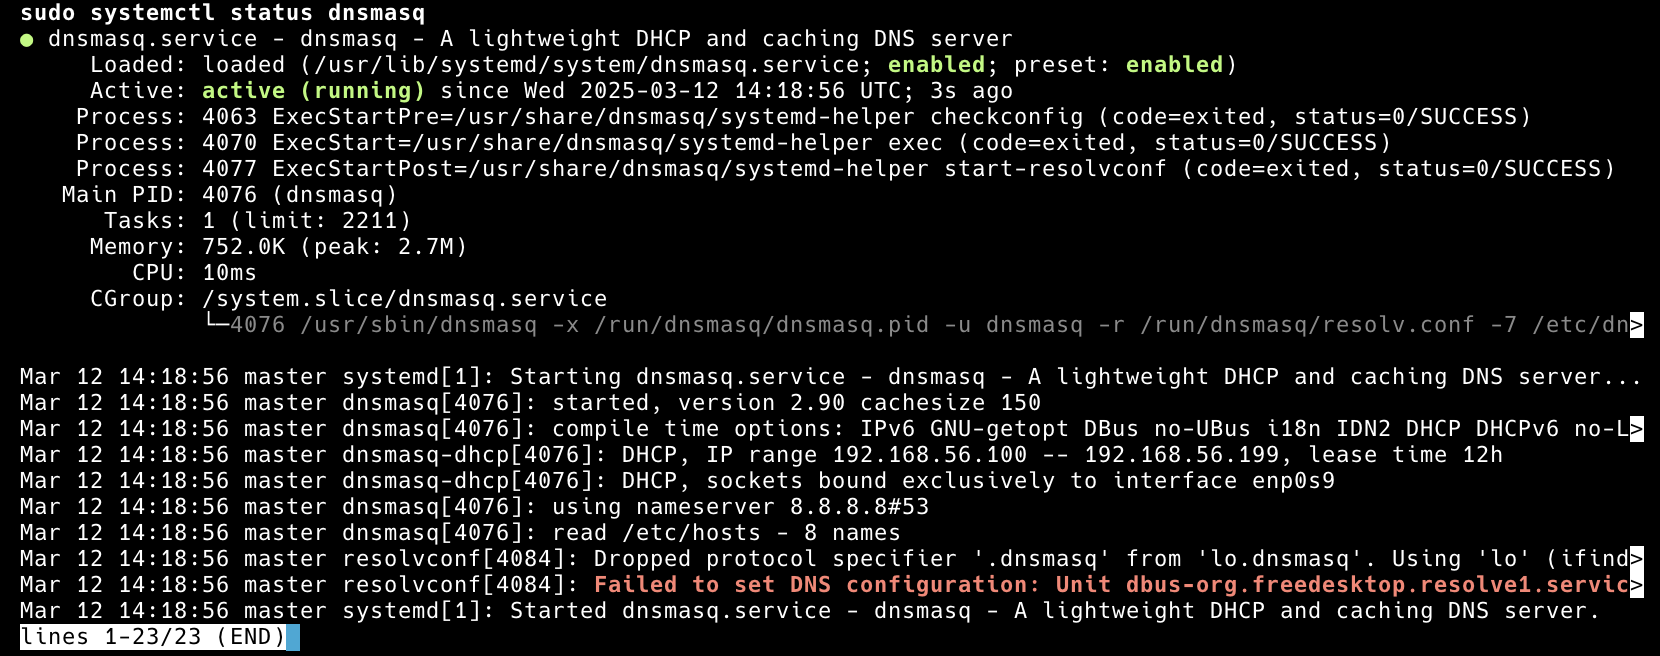 sudo systemctl status dnsmasq
● dnsmasq.service - dnsmasq - A lightweight DHCP and caching DNS server
     Loaded: loaded (/usr/lib/systemd/system/dnsmasq.service; enabled; preset: enabled)
     Active: active (running) since Wed 2025-03-12 14:18:56 UTC; 3s ago
    Process: 4063 ExecStartPre=/usr/share/dnsmasq/systemd-helper checkconfig (code=exited, status=0/SUCCESS)
    Process: 4070 ExecStart=/usr/share/dnsmasq/systemd-helper exec (code=exited, status=0/SUCCESS)
    Process: 4077 ExecStartPost=/usr/share/dnsmasq/systemd-helper start-resolvconf (code=exited, status=0/SUCCESS)
   Main PID: 4076 (dnsmasq)
      Tasks: 1 (limit: 2211)
     Memory: 752.0K (peak: 2.7M)
        CPU: 10ms
     CGroup: /system.slice/dnsmasq.service
             └─4076 /usr/sbin/dnsmasq -x /run/dnsmasq/dnsmasq.pid -u dnsmasq -r /run/dnsmasq/resolv.conf -7 /etc/dn>
Mar 12 14:18:56 master systemd[1]: Starting dnsmasq.service - dnsmasq - A lightweight DHCP and caching DNS server...
Mar 12 14:18:56 master dnsmasq[4076]: started, version 2.90 cachesize 150
Mar 12 14:18:56 master dnsmasq[4076]: compile time options: IPv6 GNU-getopt DBus no-UBus i18n IDN2 DHCP DHCPv6 no-L>
Mar 12 14:18:56 master dnsmasq-dhcp[4076]: DHCP, IP range 192.168.56.100 -- 192.168.56.199, lease time 12h
Mar 12 14:18:56 master dnsmasq-dhcp[4076]: DHCP, sockets bound exclusively to interface enp0s9
Mar 12 14:18:56 master dnsmasq[4076]: using nameserver 8.8.8.8#53
Mar 12 14:18:56 master dnsmasq[4076]: read /etc/hosts - 8 names
Mar 12 14:18:56 master resolvconf[4084]: Dropped protocol specifier '.dnsmasq' from 'lo.dnsmasq'. Using 'lo' (ifind>
Mar 12 14:18:56 master resolvconf[4084]: Failed to set DNS configuration: Unit dbus-org.freedesktop.resolve1.servic>
Mar 12 14:18:56 master systemd[1]: Started dnsmasq.service - dnsmasq - A lightweight DHCP and caching DNS server.
lines 1-23/23 (END)